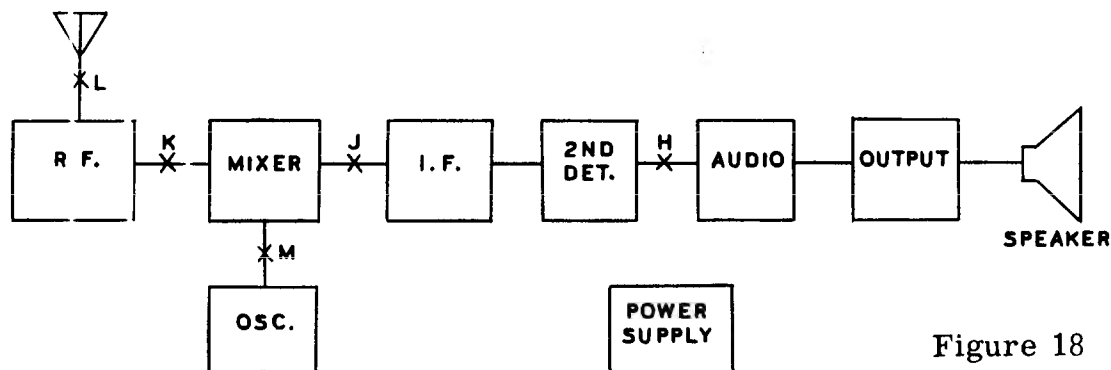 L
R F.
K
MIXER
J
I.F.
2ND
DET.
H
AUDIO
OUTPUT
SPEAKER
M
OSC.
POWER
SUPPLY
Figure 18